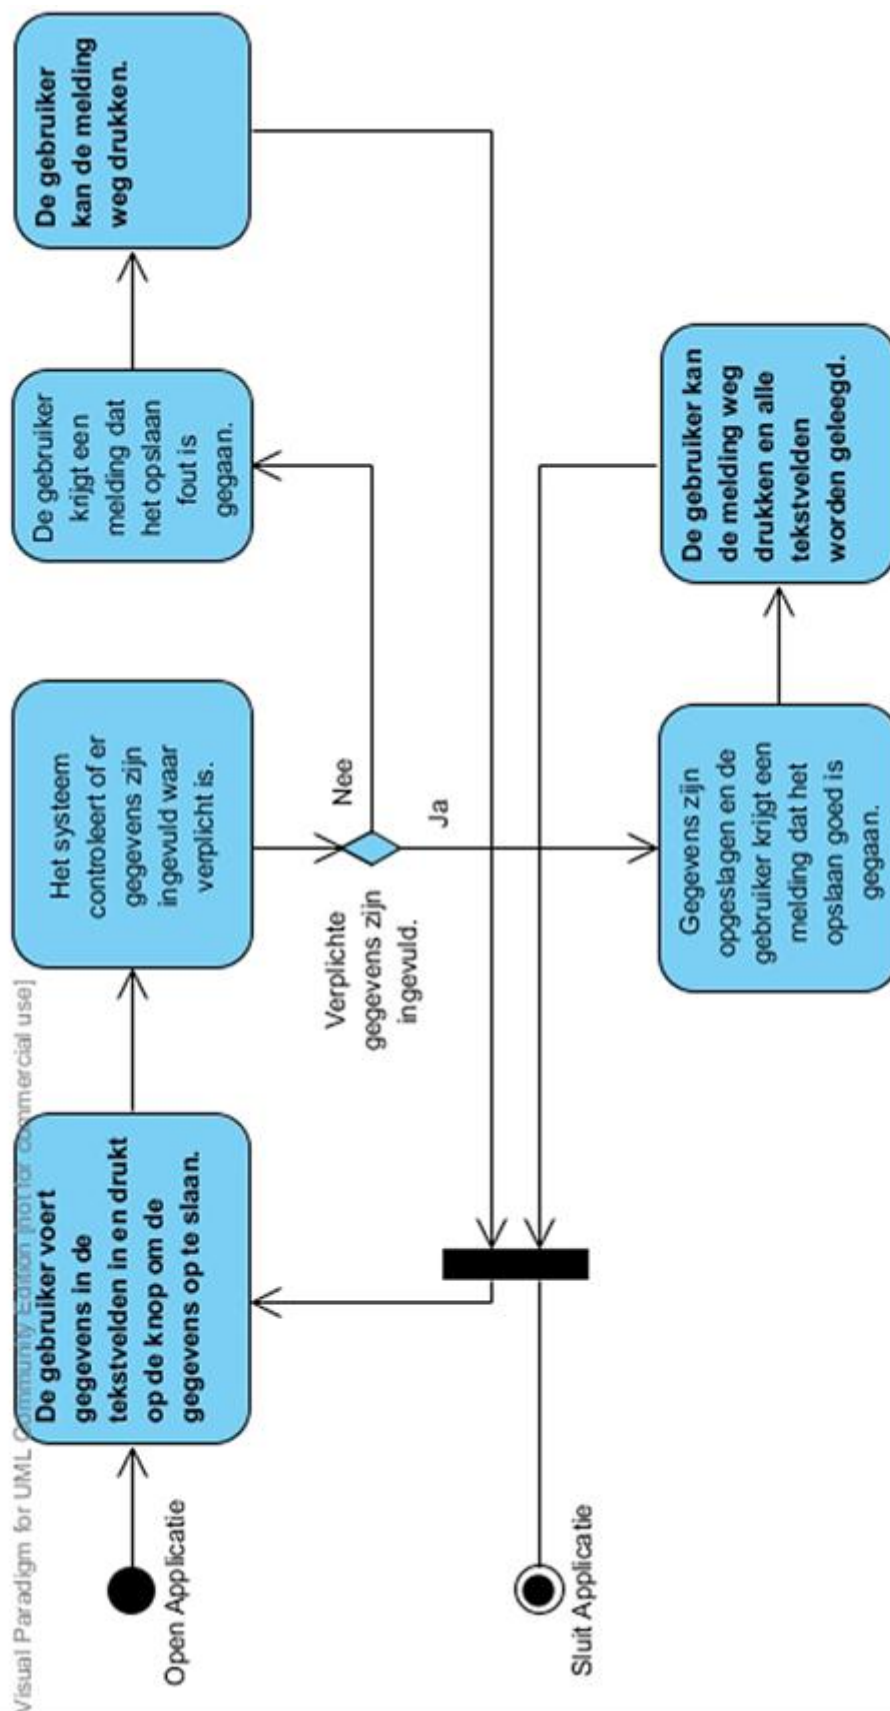 Visual Paradigm for UML Community Edition [not for commercial use]
De gebruiker voert
gegevens in de
tekstvelden in en drukt
op de knop om de
gegevens op te slaan.
Het systeem
controleert of er
gegevens zijn
ingevuld waar
verplicht is.
De gebruiker
krijgt een
melding dat
het opslaan
fout is
gegaan.
De gebruiker
kan de melding
weg drukken.
Open Applicatie
Verplichte
gegevens zijn
ingevuld.
Nee
Ja
Sluit Applicatie
Gegevens zijn
opgeslagen en de
gebruiker krijgt een
melding dat het
opslaan goed is
gegaan.
De gebruiker kan
de melding weg
drukken en alle
tekstvelden
worden geleegd.